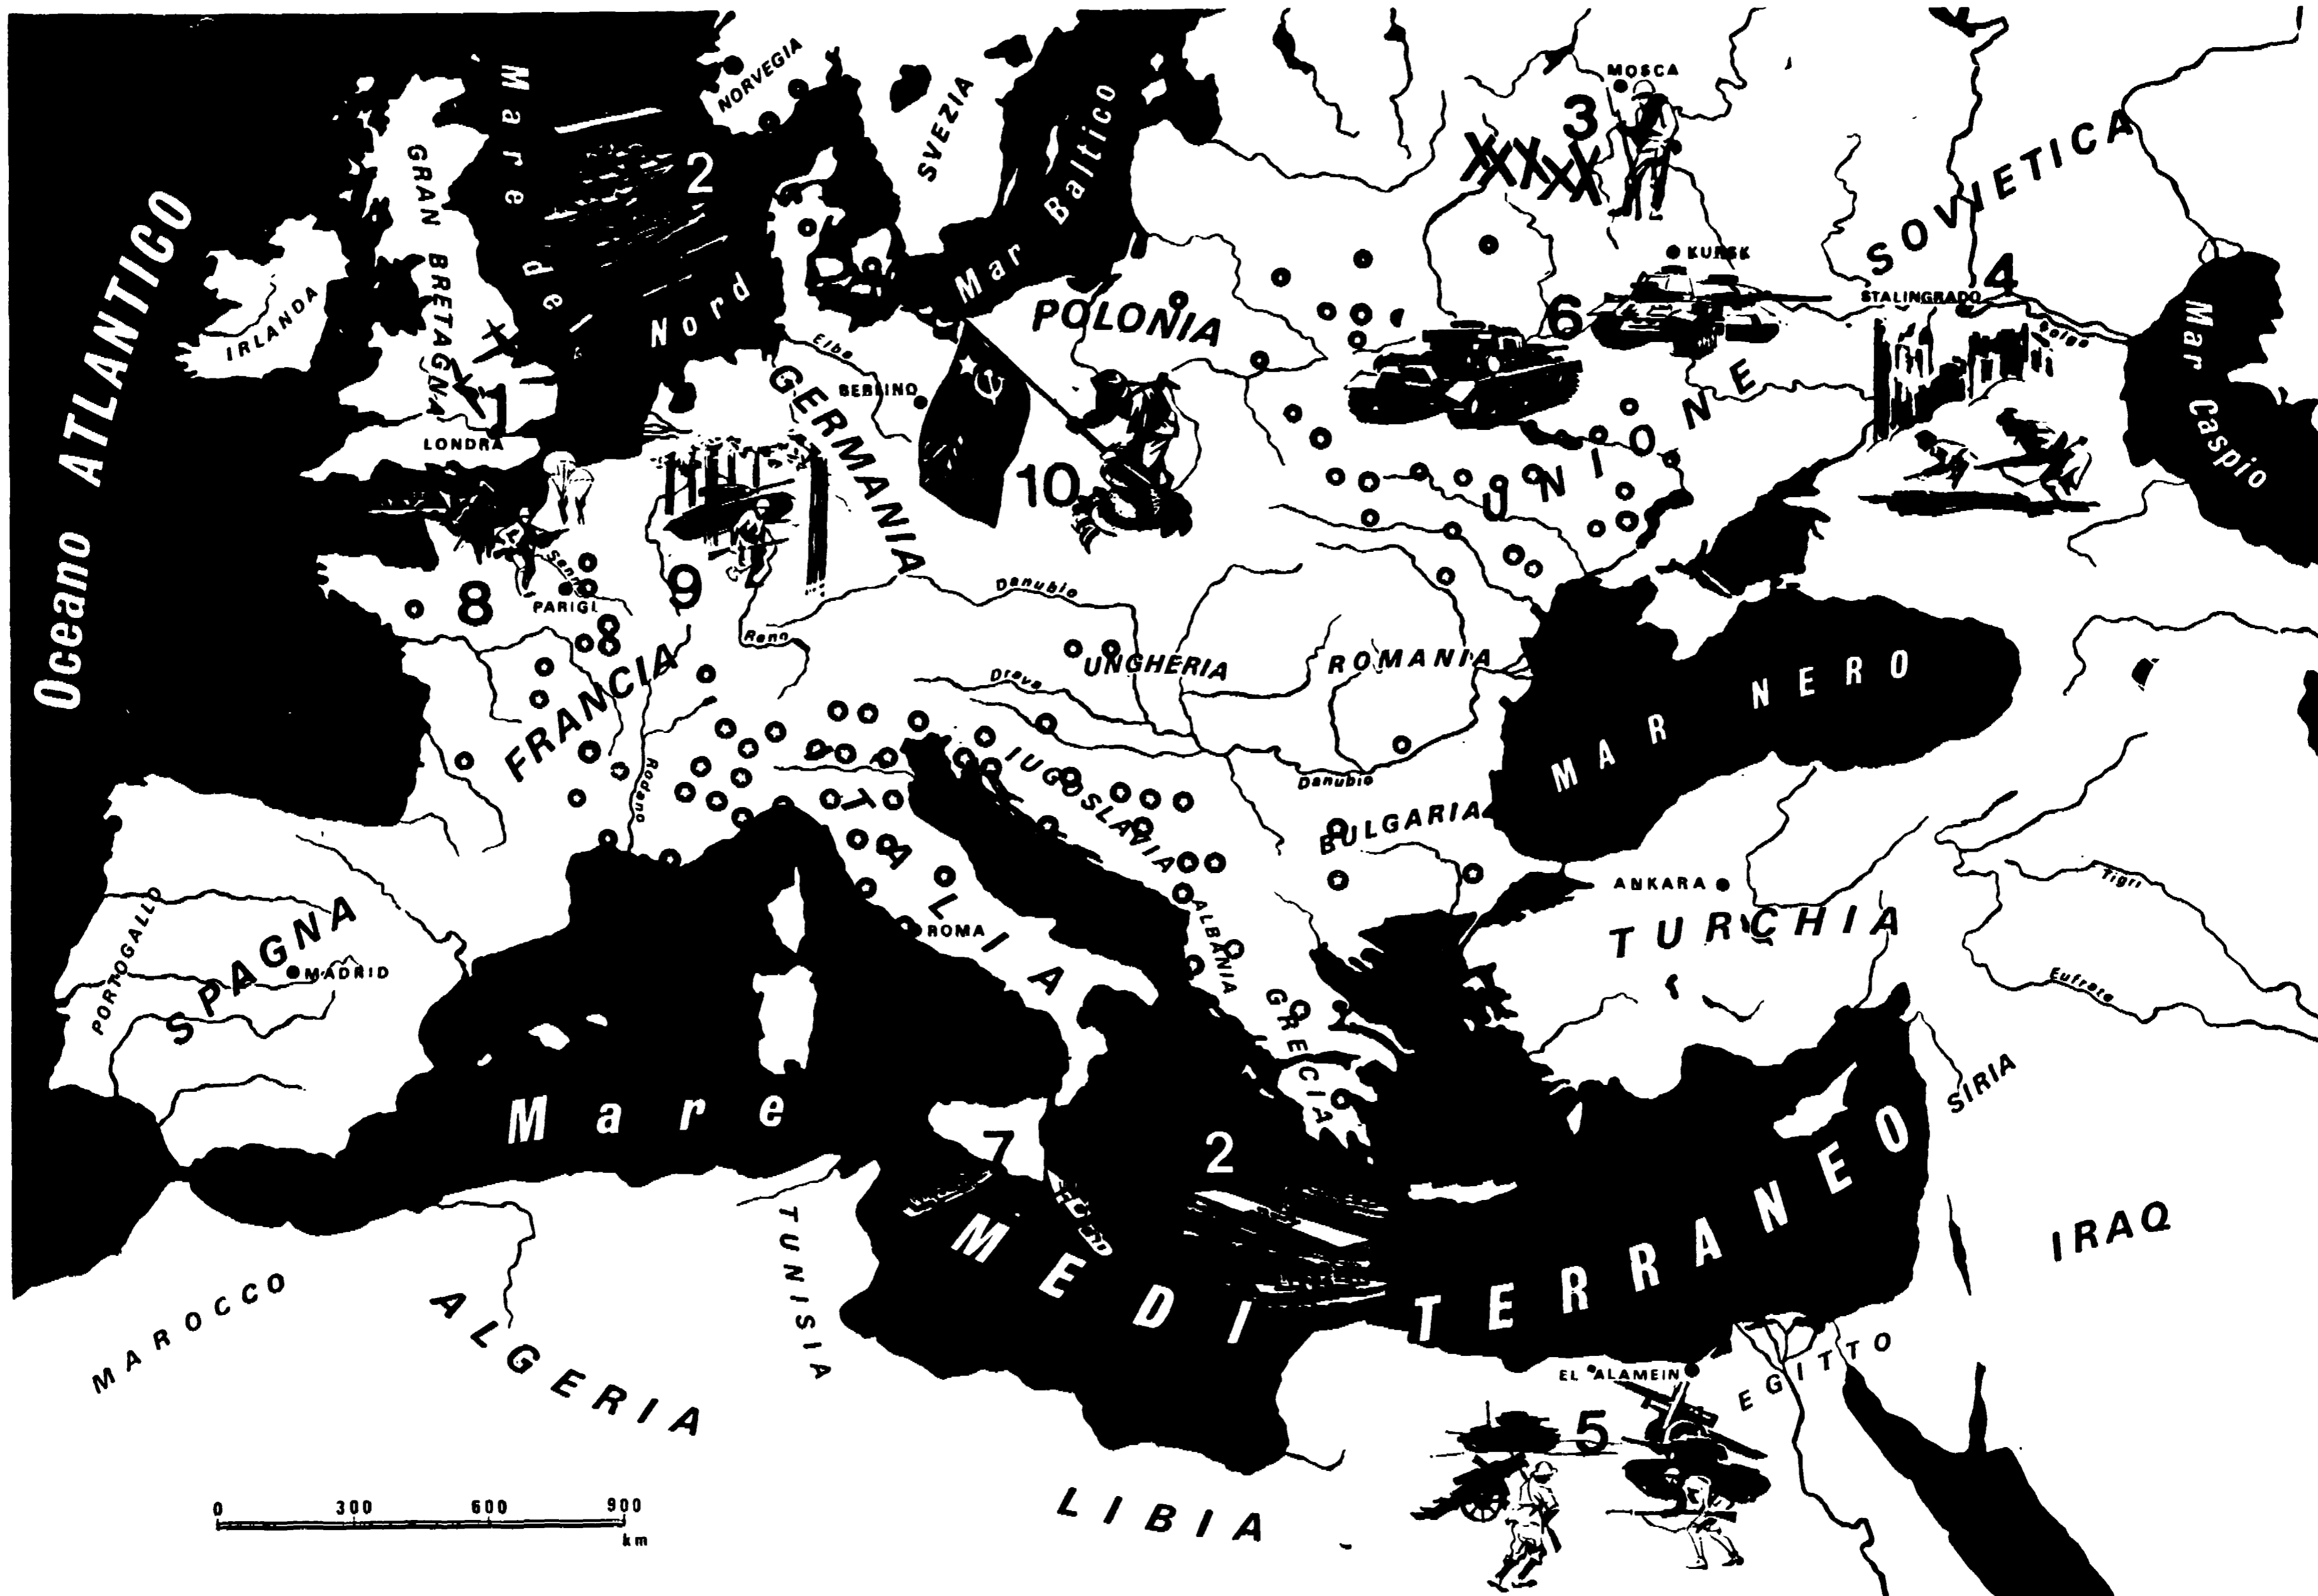 Oceano ATLANTICO
Mare del Nord
NORVEGIA
SVEZIA
Mar Baltico
MOSCA
3
2
GRAN BRETAGNA
IRLANDA
1
LONDRA
Elba
BERLINO
GERMANIA
POLONIA
10
KURSK
6
UNIONE SOVIETICA
4
STALINGRADO
Volga
Mar Caspio
8
Senna
PARIGI
9
Reno
FRANCIA
Rodano
Danubio
UNGHERIA
Drava
ROMANIA
Danubio
MAR NERO
IUGOSLAVIA
BULGARIA
ITALIA
ROMA
ALBANIA
GRECIA
ANKARA
TURCHIA
Tigri
Eufrate
SIRIA
IRAQ
PORTOGALLO
SPAGNA
MADRID
Mare MEDITERRANEO
7
2
MAROCCO
ALGERIA
TUNISIA
LIBIA
EL ALAMEIN
EGITTO
5
0 300 600 900
km